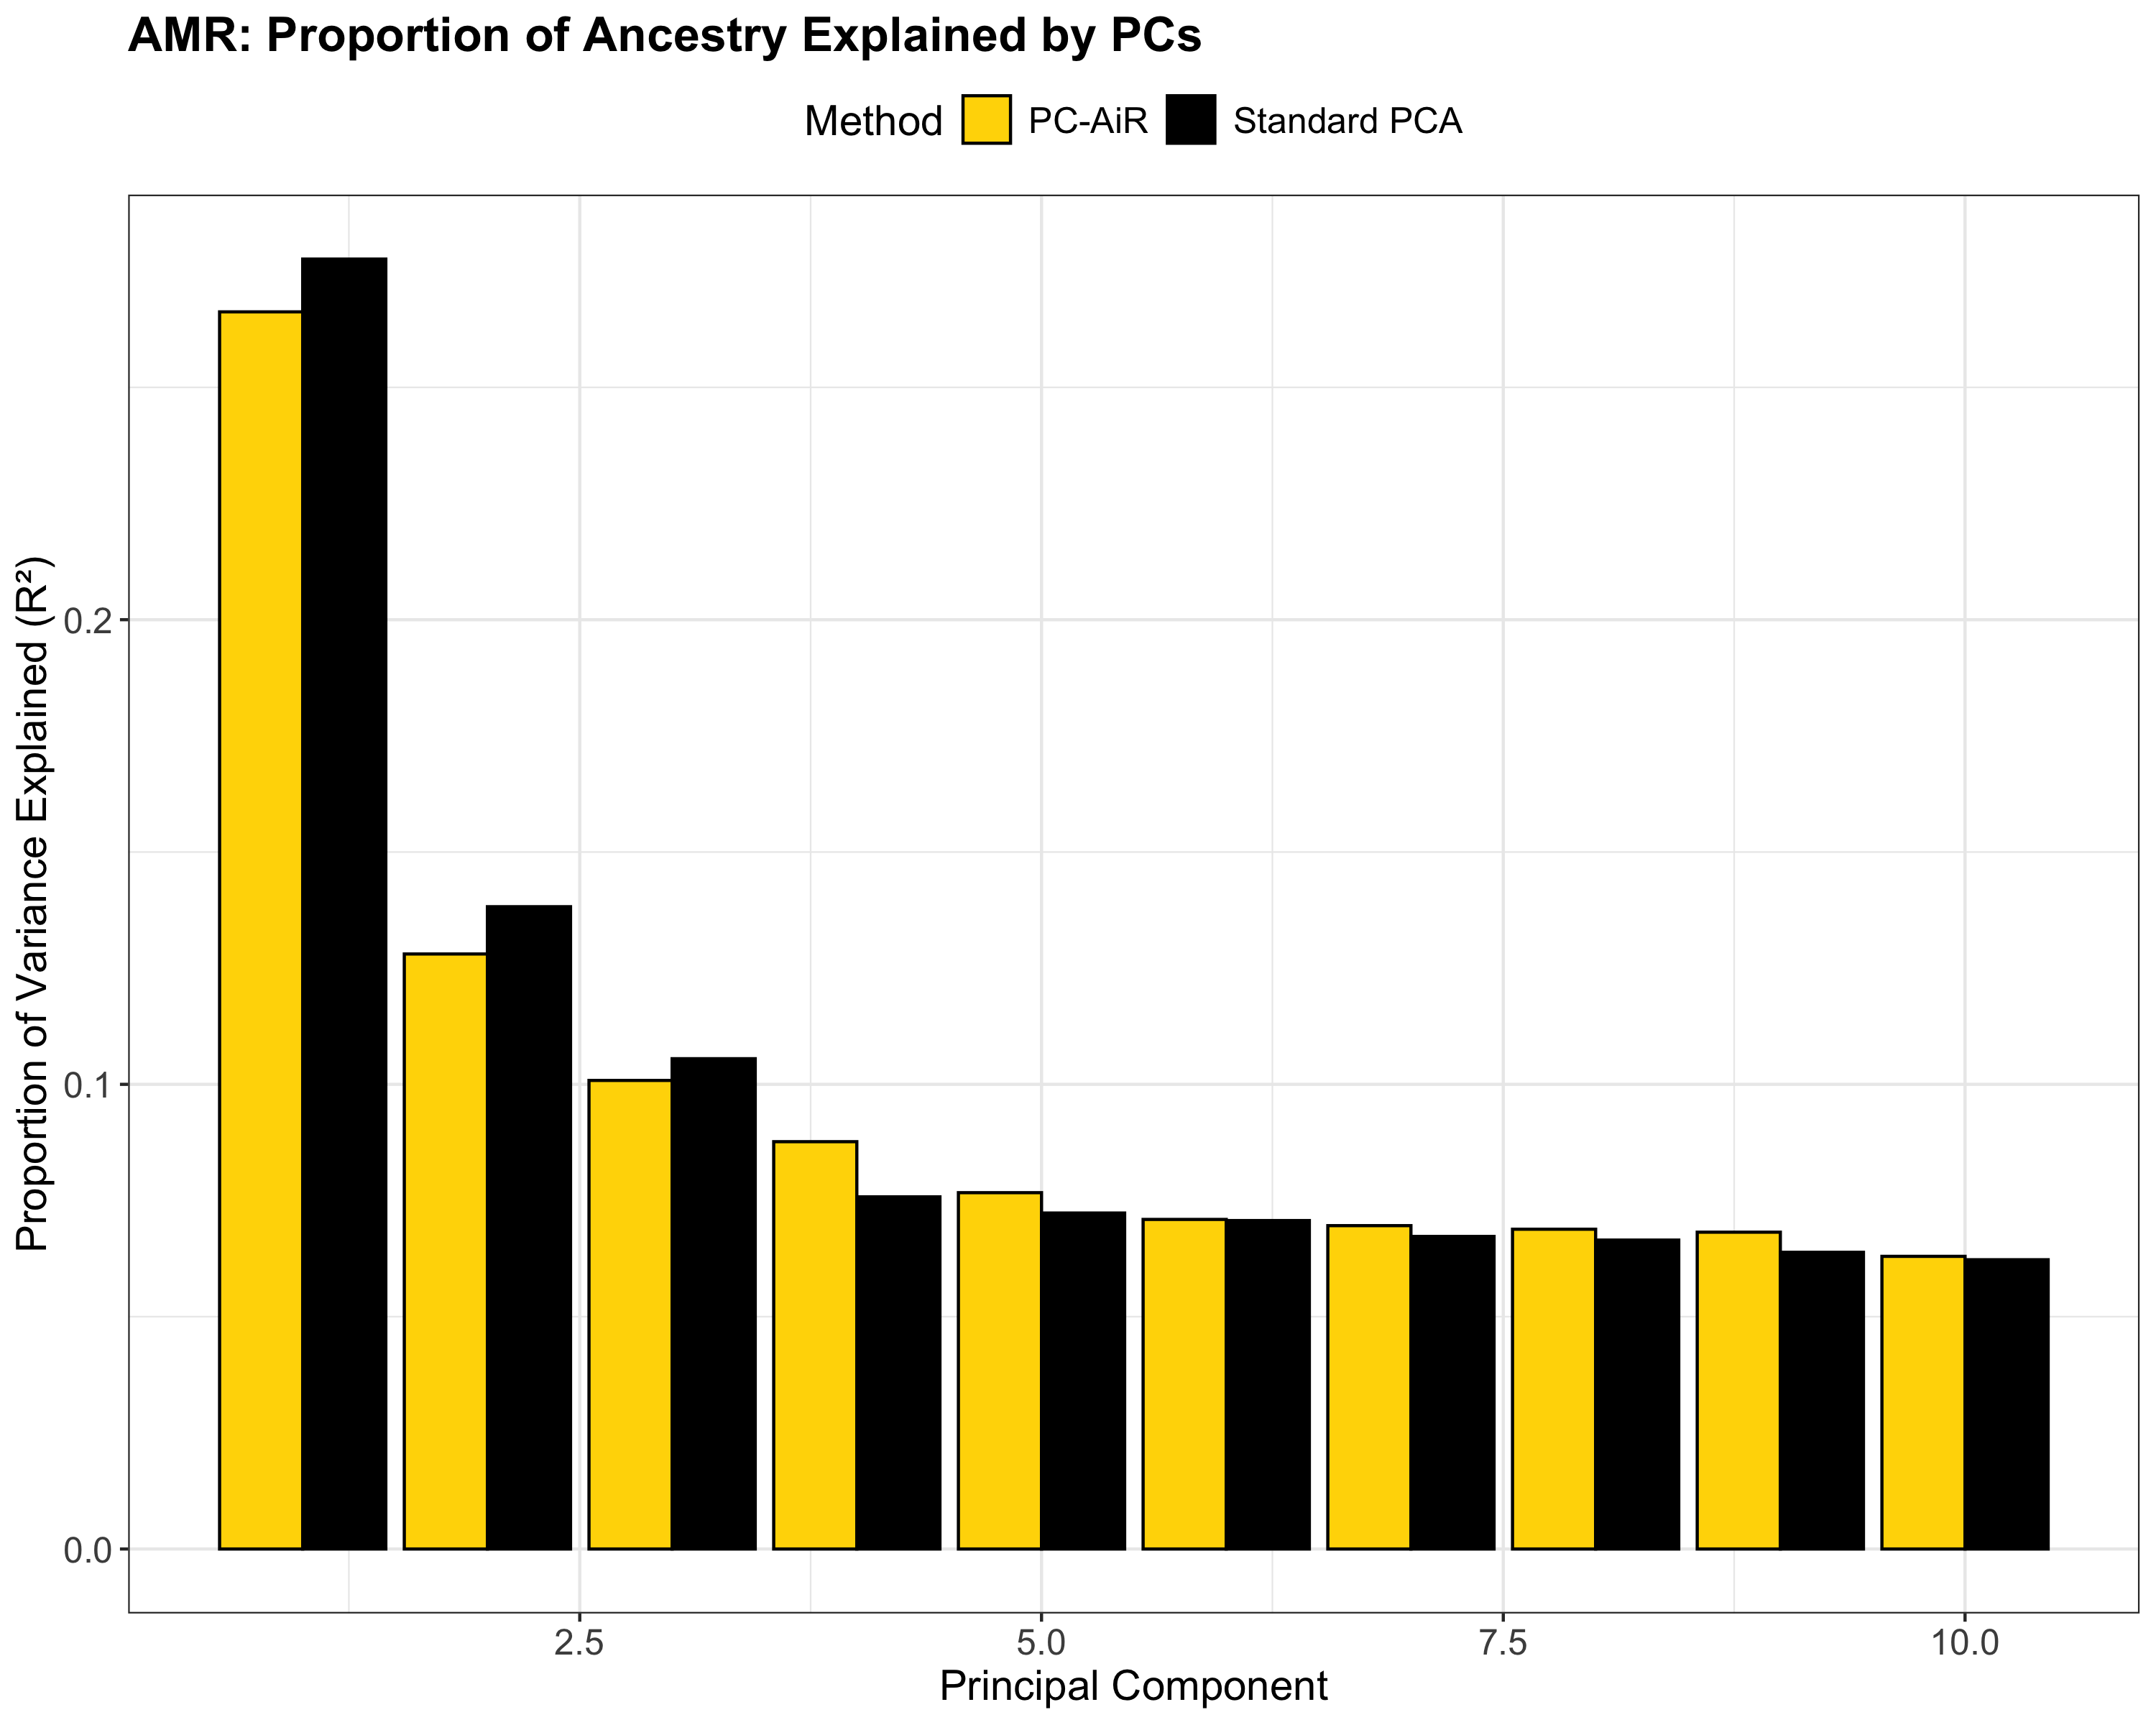 AMR: Proportion of Ancestry Explained by PCs
Method PC-AiR Standard PCA
Proportion of Variance Explained (R²)
0.2
0.1
0.0
2.5 5.0 7.5 10.0
Principal Component